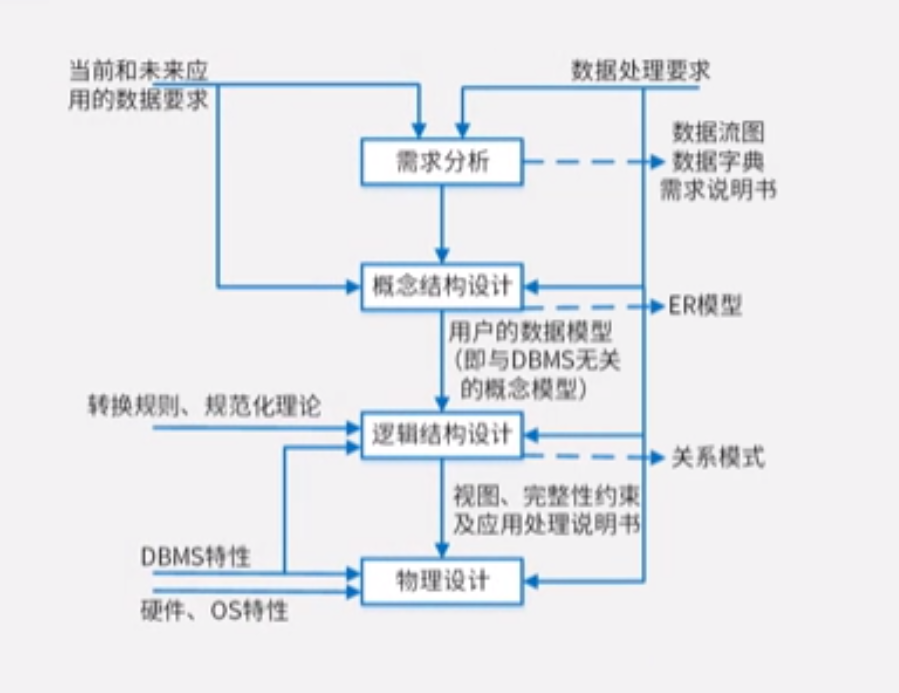 当前和未来应
用的数据要求
数据处理要求
需求分析
数据流图
数据字典
需求说明书
概念结构设计
ER模型
用户的数据模型
(即与DBMS无关
的概念模型)
转换规则、规范化理论
逻辑结构设计
关系模式
视图、完整性约束
及应用处理说明书
DBMS特性
物理设计
硬件、OS特性